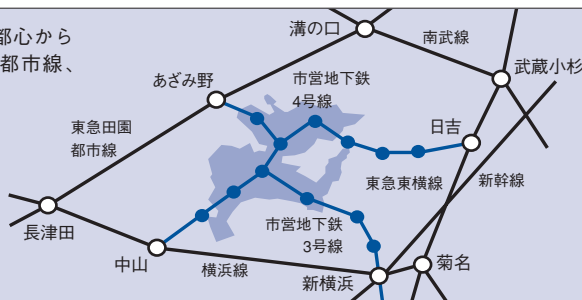 都心から
都市線、
溝の口
南武線
武蔵小杉
あざみ野
市営地下鉄
4号線
日吉
東急田園
都市線
東急東横線
新幹線
長津田
市営地下鉄
3号線
中山
横浜線
新横浜
菊名